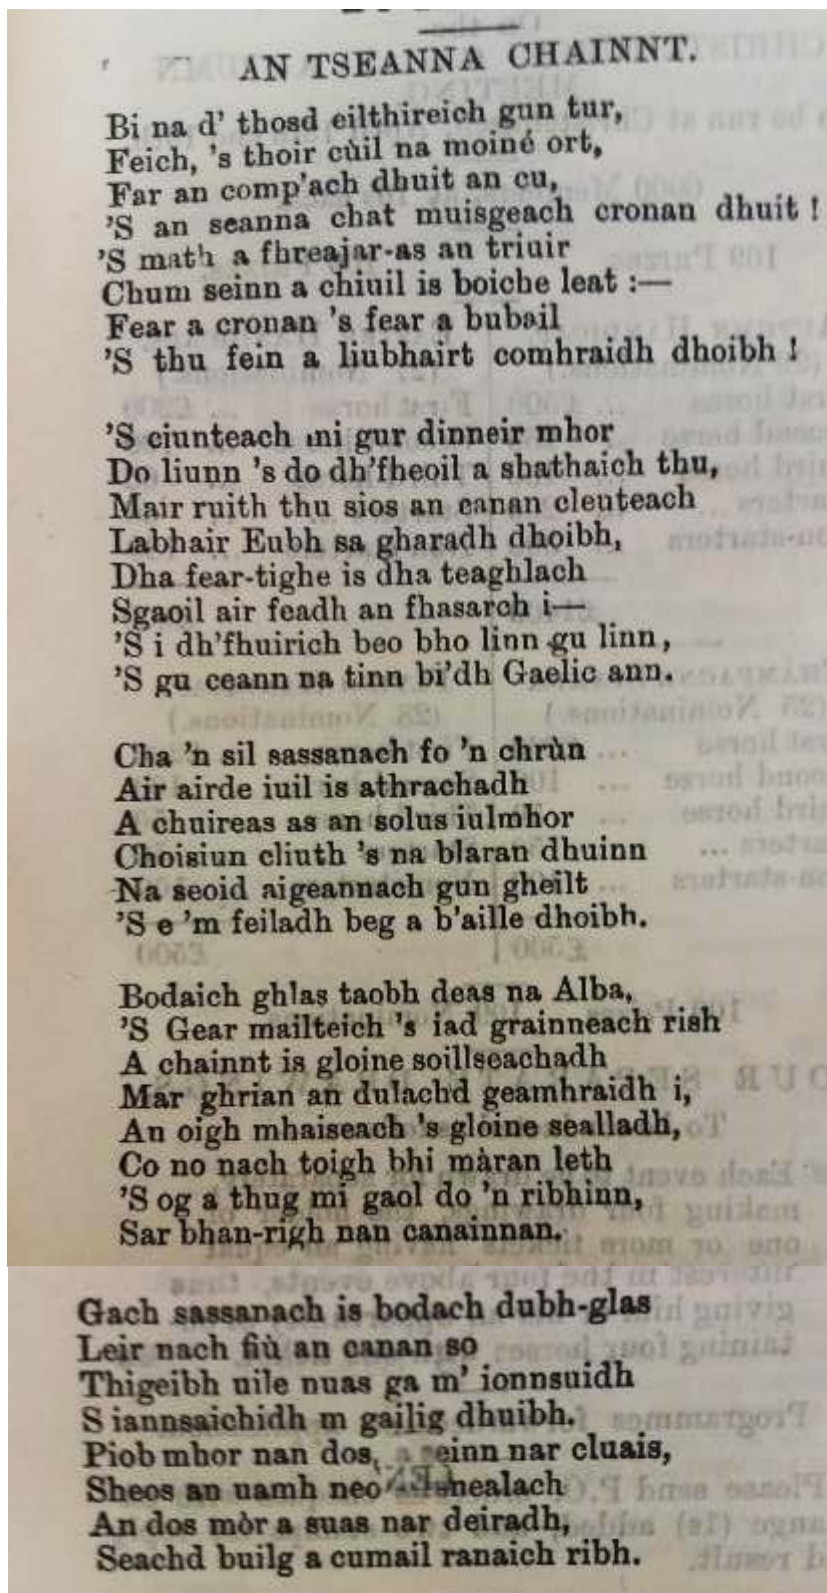 AN TSEANNA CHAINNT.
Bi na d' thosd eilthireich gun tur,
Feich, 's thoir cùil na moiné ort,
Far an comp'ach dhuit an cu,
'S an seanna chat muisgeach cronan dhuit !
'S math a fhreajar-as an triuir
Chum seinn a chiuil is boiche leat :—
Fear a cronan 's fear a bubail
'S thu fein a liubhairt comhraidh dhoibh !
'S ciunteach mi gur dinneir mhor
Do liunn 's do dh'fheoil a shathaich thu,
Mair ruith thu sios an canan cleuteach
Labhair Eubh sa gharadh dhoibh,
Dha fear-tighe is dha teaghlach
Sgaoil air feadh an fhasarch i—
'S i dh'fhuirich beo bho linn gu linn,
'S gu ceann na tinn bi'dh Gaelic ann.
Cha 'n sil sassanach fo 'n chrùn
Air airde iuil is athrachadh
A chuireas as an solus iulmhor
Choisiun cliuth 's na blaran dhuinn
Na seoid aigeannach gun gheilt
'S e 'm feiladh beg a b'aille dhoibh.
Bodaich ghlas taobh deas na Alba,
'S Gear mailteich 's iad grainneach rish
A chainnt is gloine soillseachadh
Mar ghrian an dulachd geamhraidh i,
An oigh mhaiseach 's gloine sealladh,
Co no nach toigh bhi màran leth
'S og a thug mi gaol do 'n ribhinn,
Sar bhan-righ nan canainnan.
Gach sassanach is bodach dubh-glas
Leir nach fiù an canan so
Thigeibh uile nuas ga m' ionnsuidh
S iannsaichidh m gailig dhuibh.
Piob mhor nan dos, a seinn nar cluais,
Sheos an uamh neo
An dos mòr a suas nar deiradh,
Seachd builg a cumail ranaich ribh.